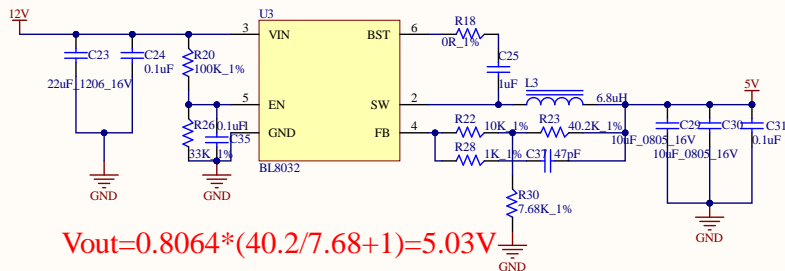 12V
U3
3
VIN
BST
6
R18
0R_1%
C23
22uF_1206_16V
C24
0.1uF
R20
100K_1%
C25
1uF
L3
6.8uH
5V
5
EN
SW
2
0.1uF
C35
R26
33K_1%
1
GND
FB
4
R22
10K_1%
R23
40.2K_1%
C29
10uF_0805_16V
C30
10uF_0805_16V
C31
0.1uF
BL8032
R28
1K_1%
C37
47pF
R30
7.68K_1%
GND
GND
GND
GND
Vout=0.8064*(40.2/7.68+1)=5.03V